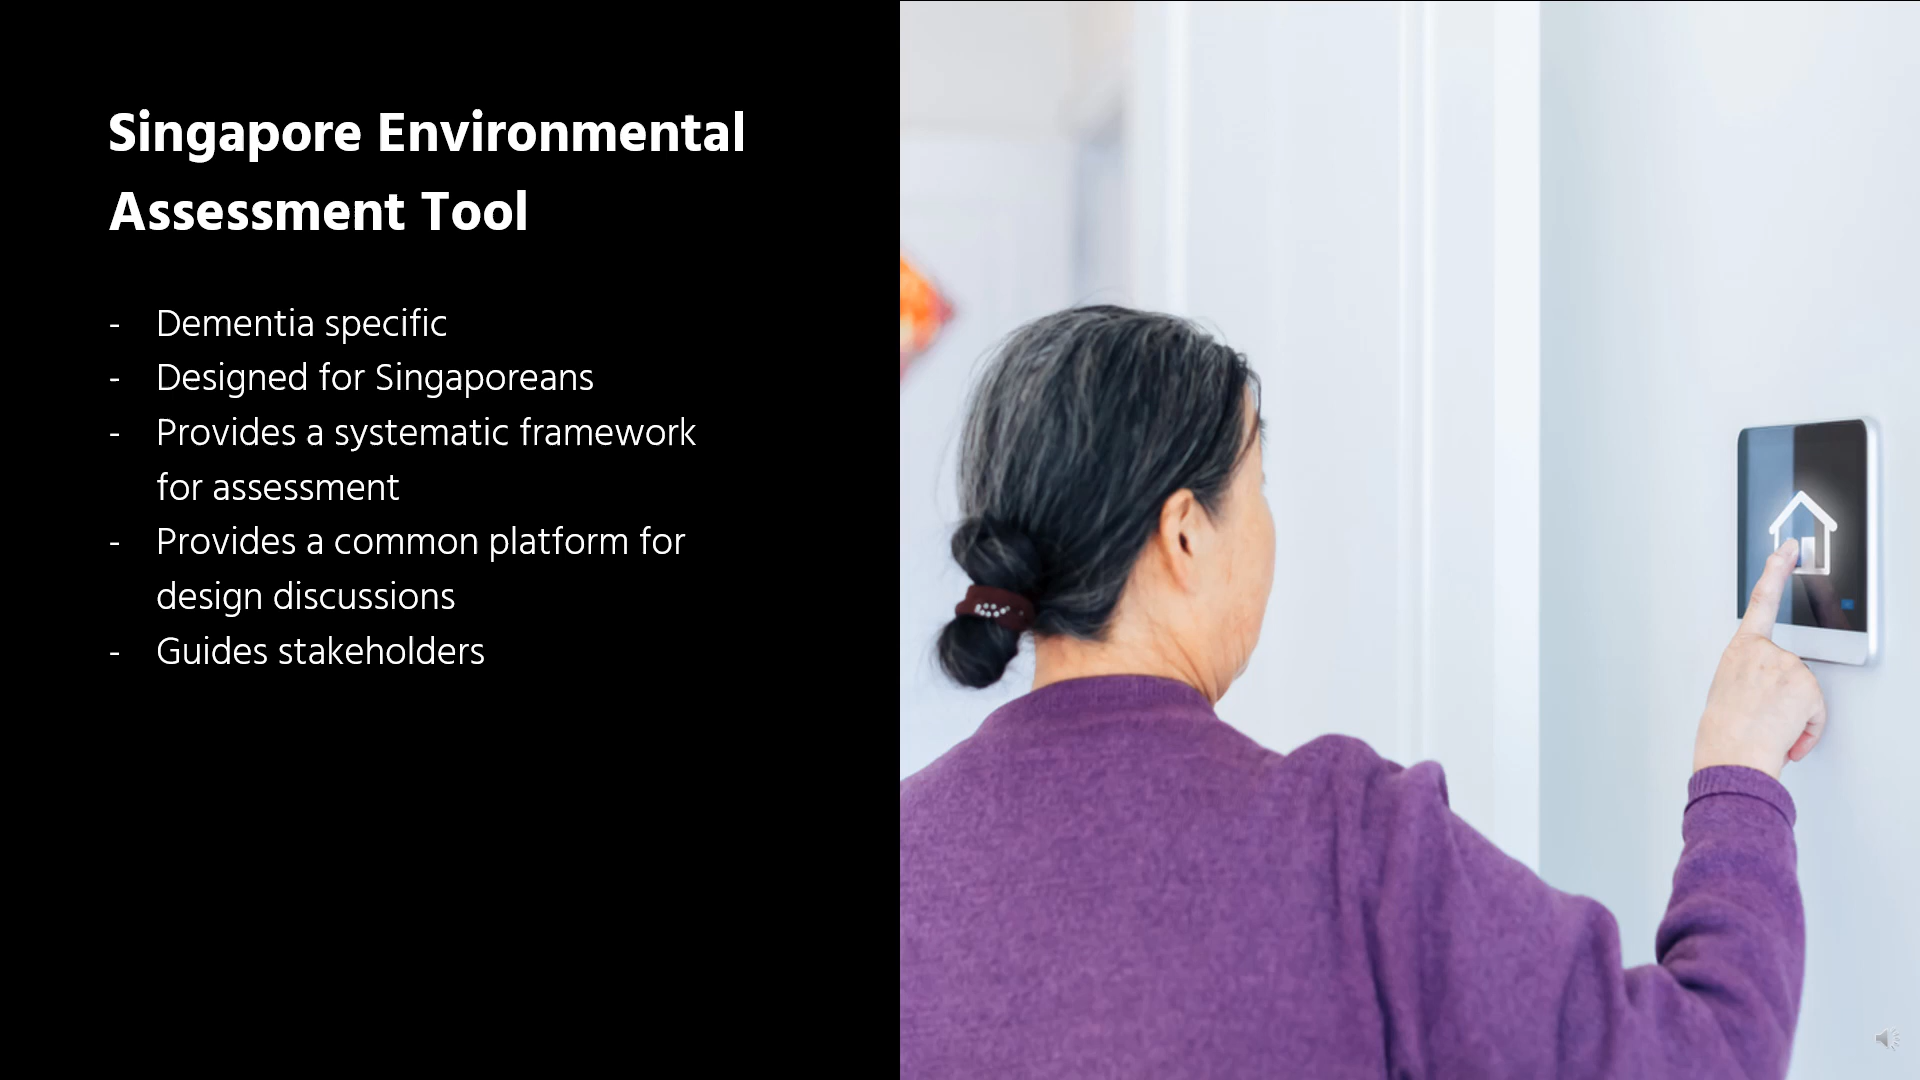 Singapore Environmental
Assessment Tool
- Dementia specific
- Designed for Singaporeans
- Provides a systematic framework
for assessment
- Provides a common platform for
design discussions
- Guides stakeholders